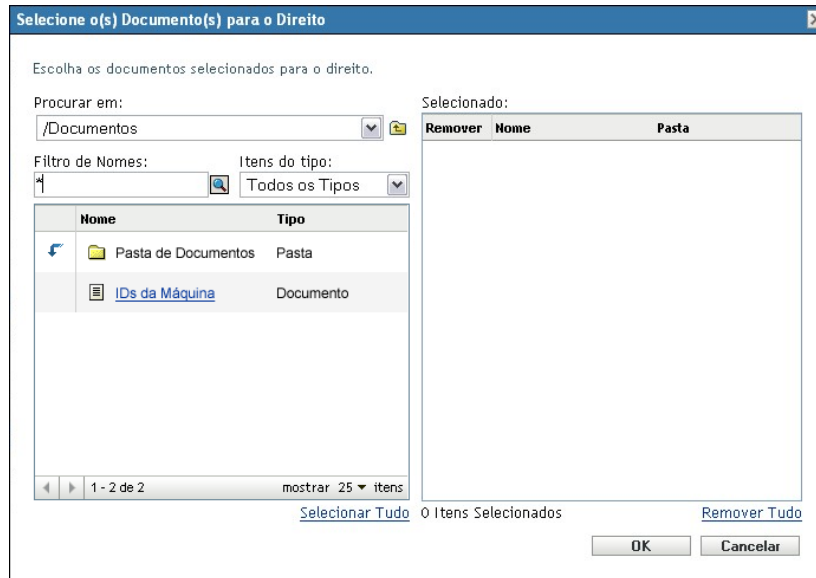 Selecione o(s) Documento(s) para o Direito
Escolha os documentos selecionados para o direito.
Procurar em:
/Documentos
Filtro de Nomes: Itens do tipo:
* Todos os Tipos
Nome Tipo
Pasta de Documentos Pasta
IDs da Máquina Documento
1 - 2 de 2 mostrar 25 itens
Selecionar Tudo
Selecionado:
Remover Nome Pasta
0 Itens Selecionados Remover Tudo
OK Cancelar